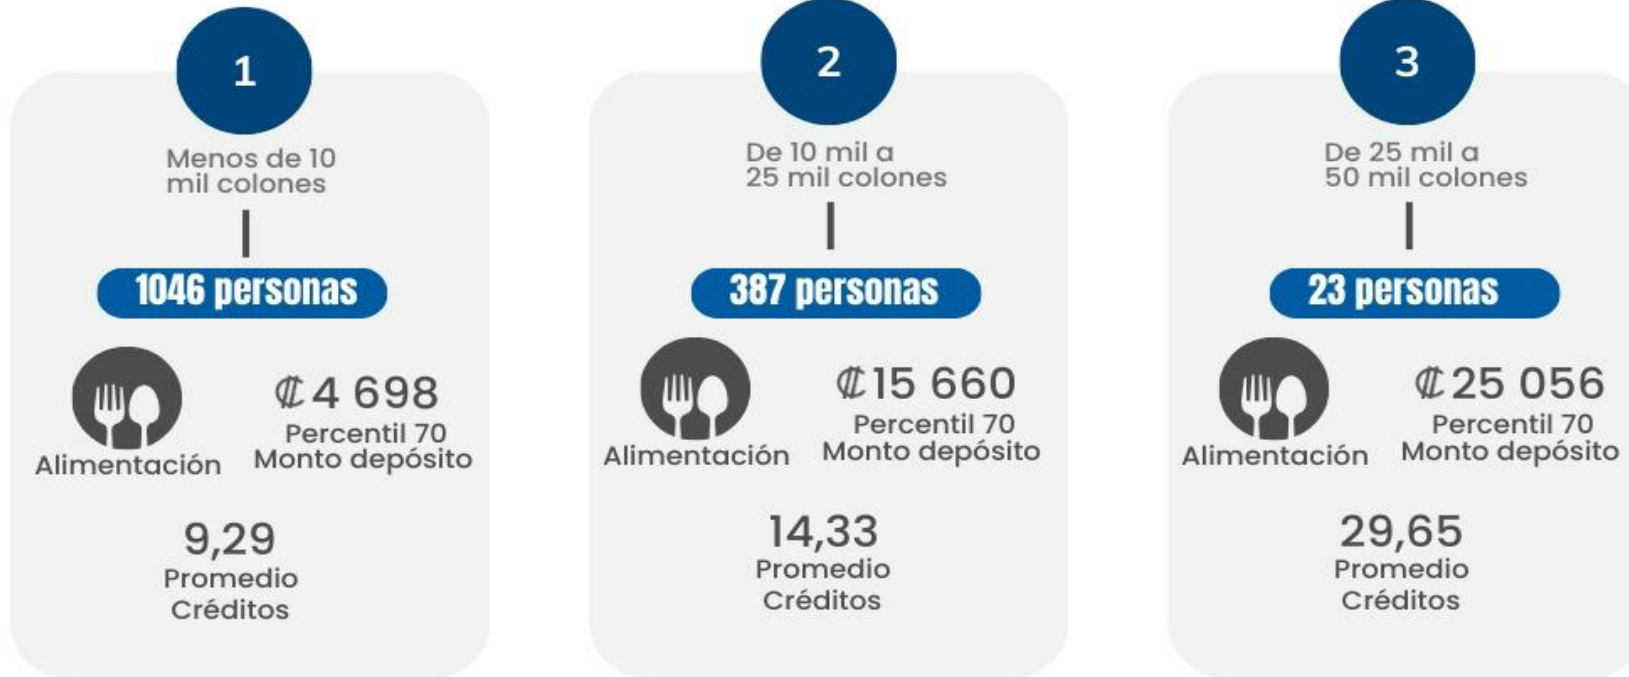 1
Menos de 10
mil colones
1046 personas
Alimentación
₡4 698
Percentil 70
Monto depósito
9,29
Promedio
Créditos
2
De 10 mil a
25 mil colones
387 personas
Alimentación
₡15 660
Percentil 70
Monto depósito
14,33
Promedio
Créditos
3
De 25 mil a
50 mil colones
23 personas
Alimentación
₡25 056
Percentil 70
Monto depósito
29,65
Promedio
Créditos